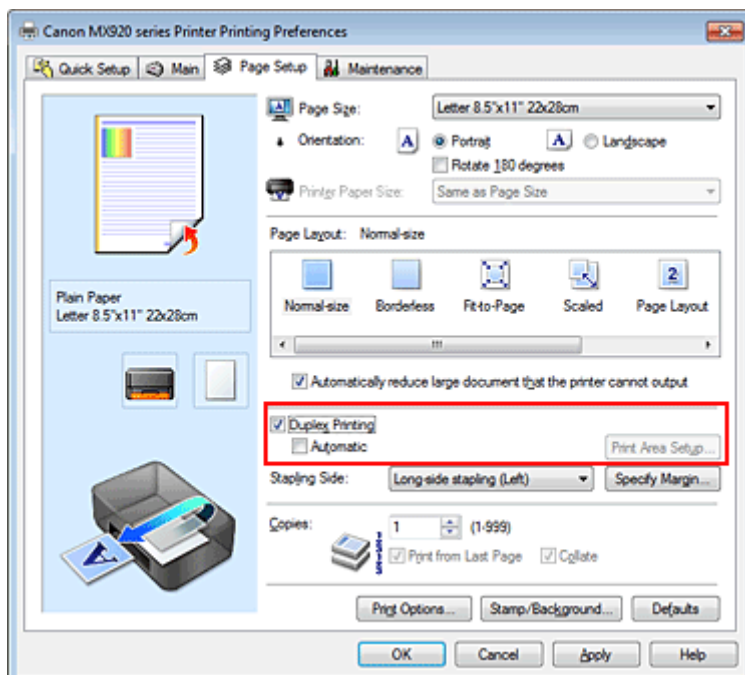 Canon MX920 series Printer Printing Preferences
Quick Setup Main Page Setup Maintenance
Page Size: Letter 8.5"x11" 22x28cm
Orientation: A Portrait A Landscape
Rotate 180 degrees
Printer Paper Size: Same as Page Size
Page Layout: Normal-size
Normal-size Borderless Fit-to-Page Scaled Page Layout
Plain Paper
Letter 8.5"x11" 22x28cm
Automatically reduce large document that the printer cannot output
Duplex Printing
Automatic Print Area Setup...
Stapling Side: Long-side stapling (Left) Specify Margin...
Copies: 1 (1-999)
Print from Last Page Collate
Print Options... Stamp/Background... Defaults
OK Cancel Apply Help